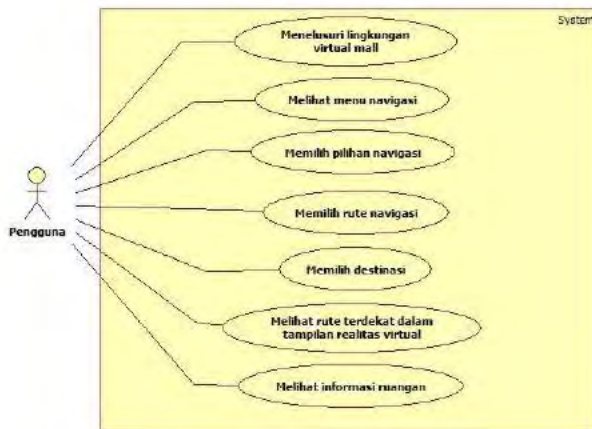 System
Menelusuri lingkungan
virtual mall
Melihat menu navigasi
Memilih pilihan navigasi
Memilih rute navigasi
Pengguna
Memilih destinasi
Melihat rute terdekat dalam
tampilan realitas virtual
Melihat informasi ruangan